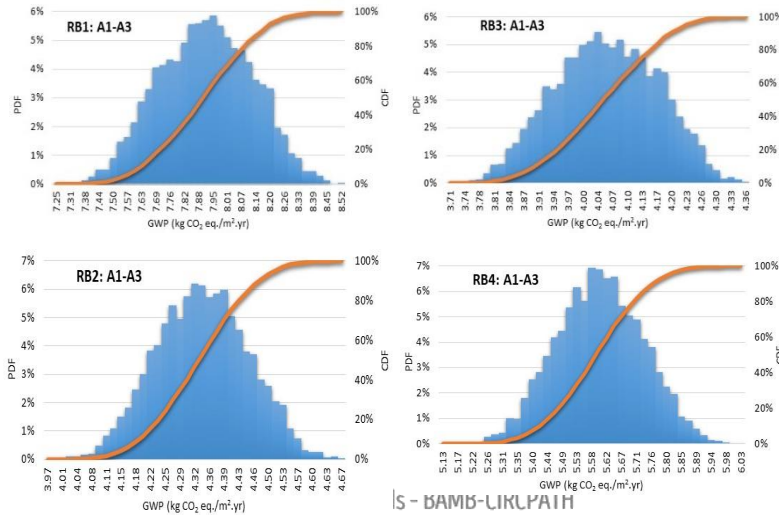 RB1: A1-A3
PDF
6%
5%
4%
3%
2%
1%
0%
100%
80%
60%
40%
20%
0%
CDF
7.25 7.31 7.38 7.44 7.50 7.57 7.63 7.69 7.76 7.82 7.88 7.95 8.01 8.07 8.14 8.20 8.26 8.33 8.39 8.45 8.52
GWP (kg CO2 eq./m².yr)
RB3: A1-A3
PDF
6%
5%
4%
3%
2%
1%
0%
100%
80%
60%
40%
20%
0%
CDF
3.71 3.74 3.78 3.81 3.84 3.87 3.91 3.94 3.97 4.00 4.04 4.07 4.10 4.13 4.17 4.20 4.23 4.26 4.30 4.33 4.36
GWP (kg CO2 eq./m².yr)
RB2: A1-A3
PDF
7%
6%
5%
4%
3%
2%
1%
0%
100%
80%
60%
40%
20%
0%
CDF
3.97 4.01 4.04 4.08 4.11 4.15 4.18 4.22 4.25 4.29 4.32 4.36 4.39 4.43 4.46 4.50 4.53 4.57 4.60 4.63 4.67
GWP (kg CO2 eq./m².yr)
RB4: A1-A3
PDF
7%
6%
5%
4%
3%
2%
1%
0%
100%
80%
60%
40%
20%
0%
CDF
5.13 5.17 5.22 5.26 5.31 5.35 5.40 5.44 5.49 5.53 5.58 5.62 5.67 5.71 5.76 5.80 5.85 5.89 5.94 5.98 6.03
GWP (kg CO2 eq./m².yr)
- BAMB-CIRCPATH